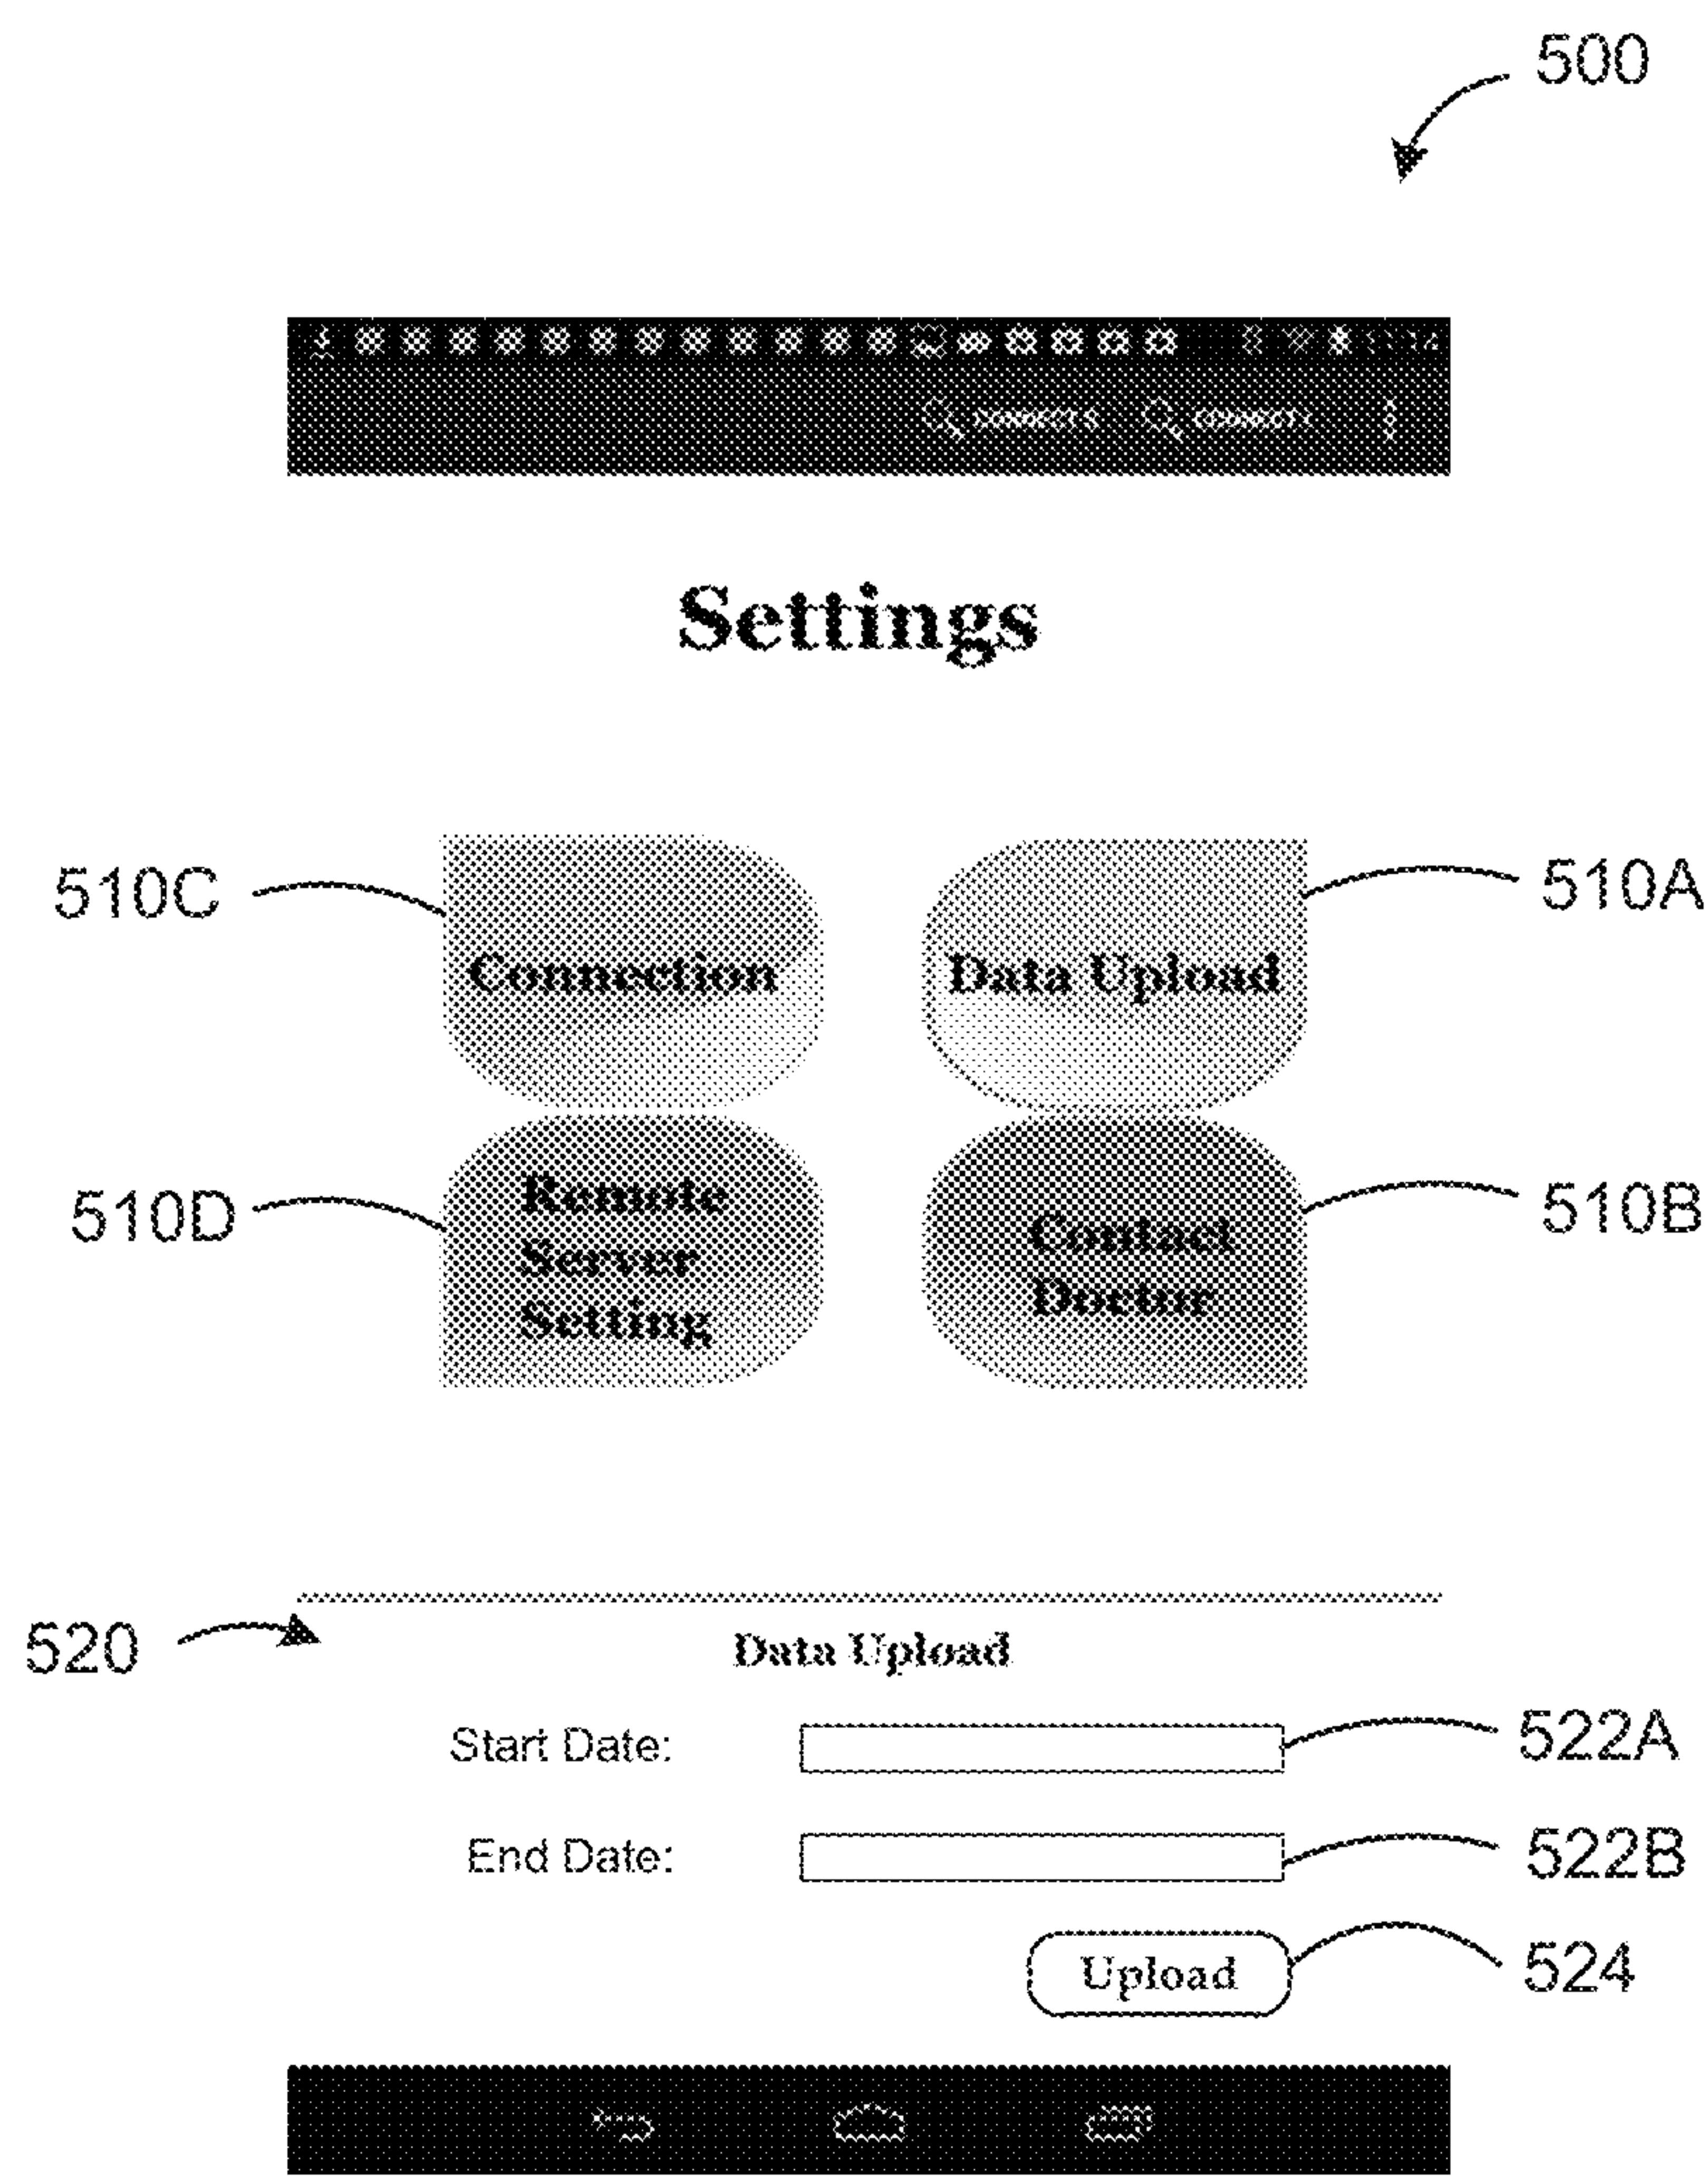 500
Settings
510C
Connection
Data Upload
510A
510D
Remote
Server
Setting
Contact
Doctor
510B
520
Data Upload
Start Date:
522A
End Date:
522B
Upload
524